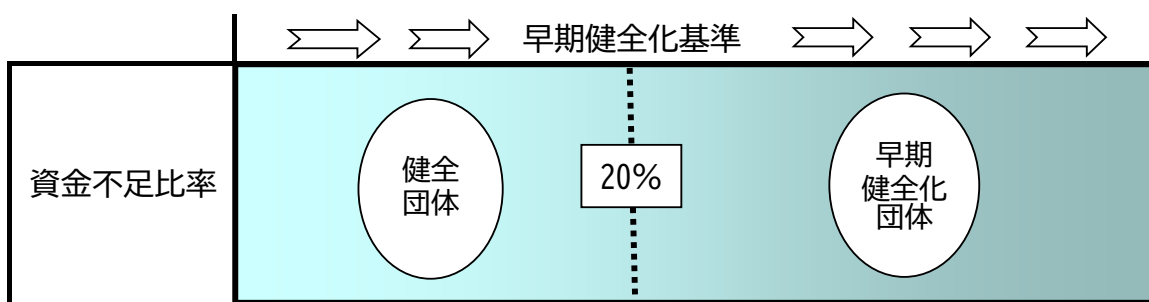 早期健全化基準
資金不足比率
健全
団体
20%
早期
健全化
団体